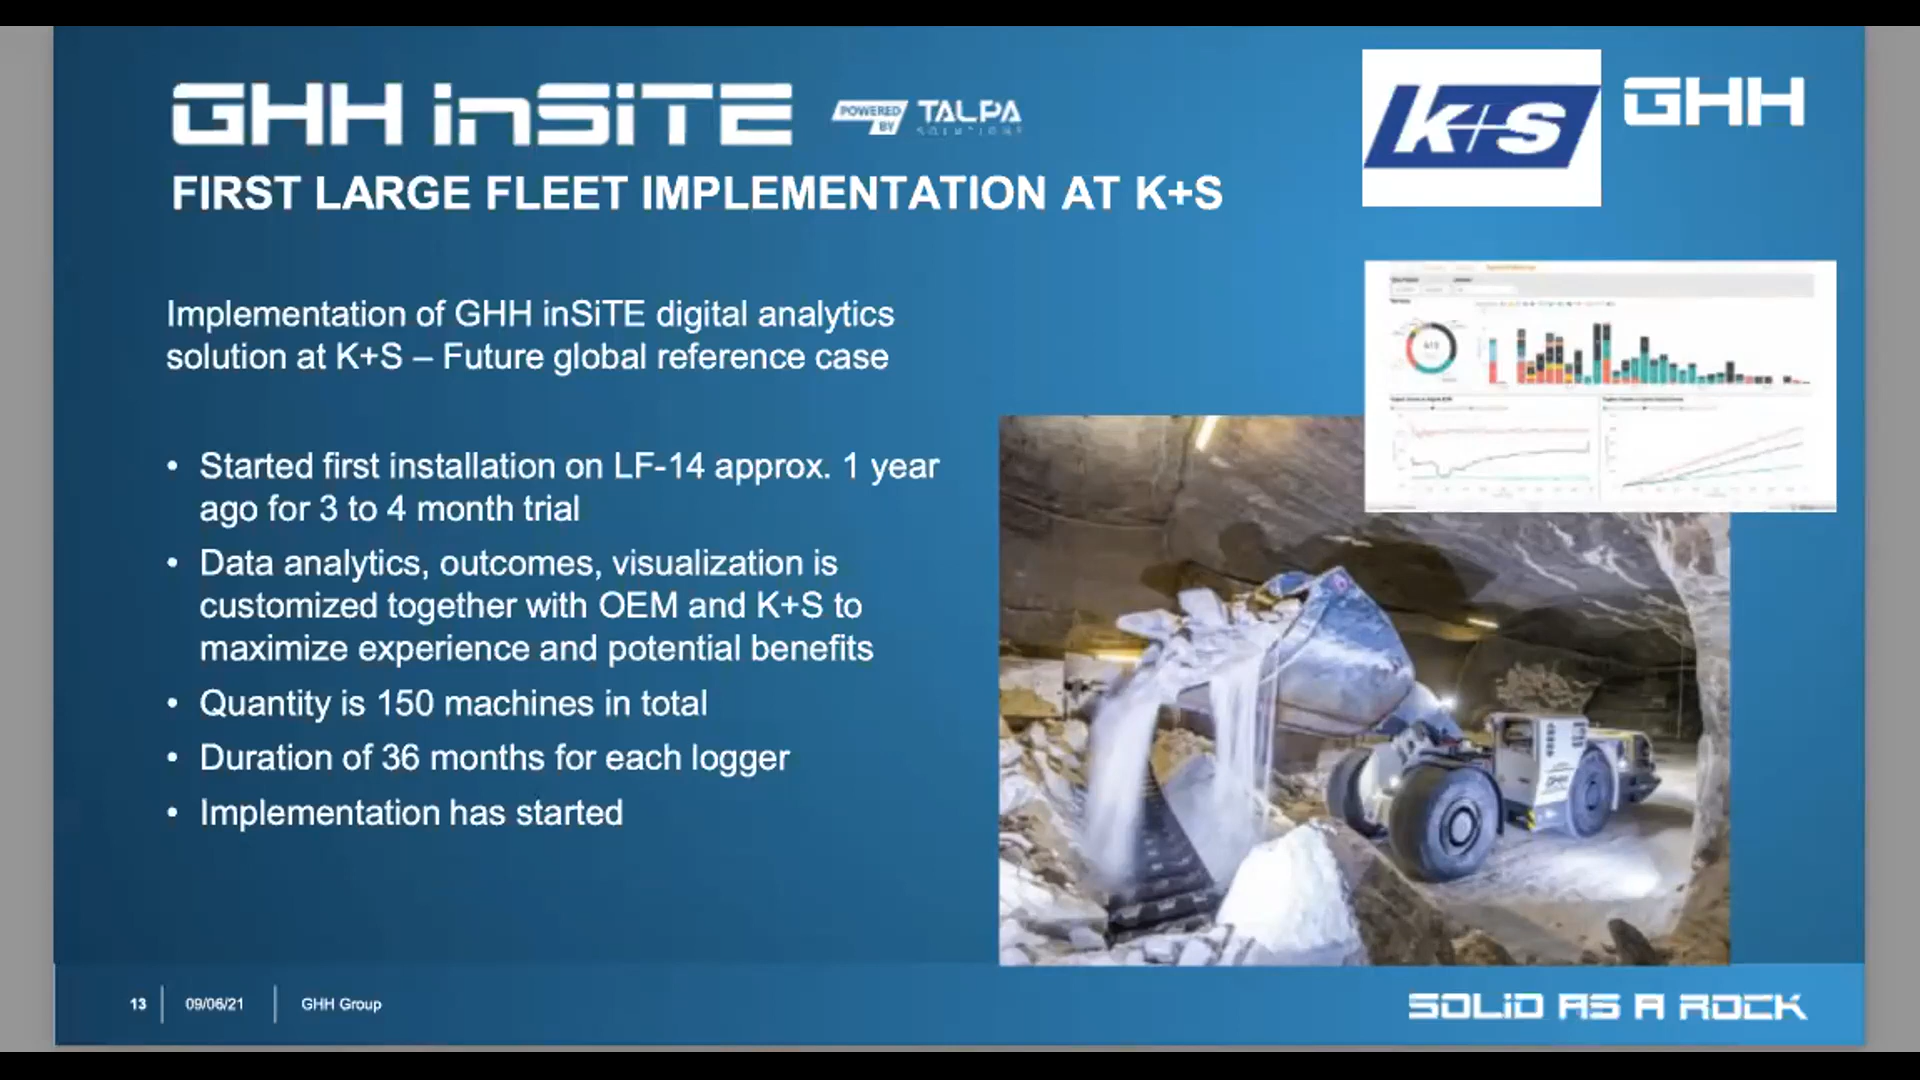 GHH inSiTE
POWERED BY
TALPA
SOLUTIONS
K+S
GHH
FIRST LARGE FLEET IMPLEMENTATION AT K+S
Implementation of GHH inSiTE digital analytics
solution at K+S – Future global reference case
• Started first installation on LF-14 approx. 1 year
ago for 3 to 4 month trial
• Data analytics, outcomes, visualization is
customized together with OEM and K+S to
maximize experience and potential benefits
• Quantity is 150 machines in total
• Duration of 36 months for each logger
• Implementation has started
GHH
13
09/06/21
GHH Group
SOLiD AS A ROCK